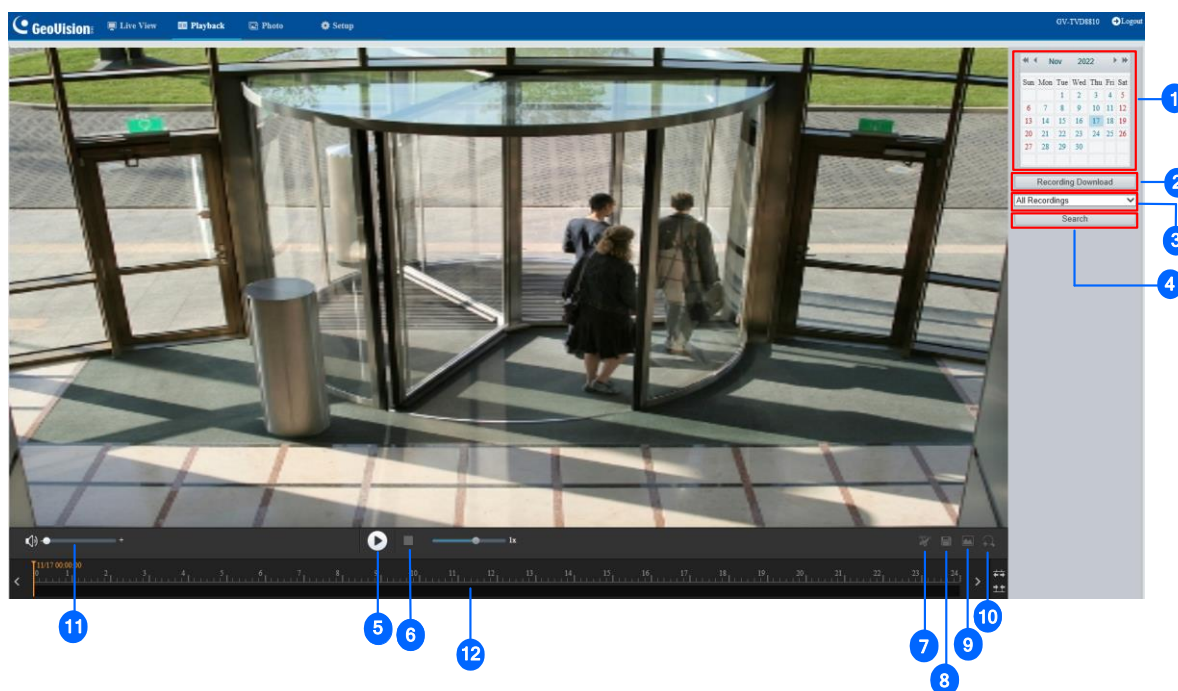 GeoVision Live View Playback Photo Setup GV-TVD8810 Logout
Nov 2022
Sun Mon Tue Wed Thu Fri Sat
1 2 3 4 5
6 7 8 9 10 11 12
13 14 15 16 17 18 19
20 21 22 23 24 25 26
27 28 29 30
1
Recording Download
2
All Recordings
3
Search
4
+
1x
11/17 00:00:00
0 1 2 3 4 5 6 7 8 9 10 11 12 13 14 15 16 17 18 19 20 21 22 23 24
11
5
6
12
7
8
9
10